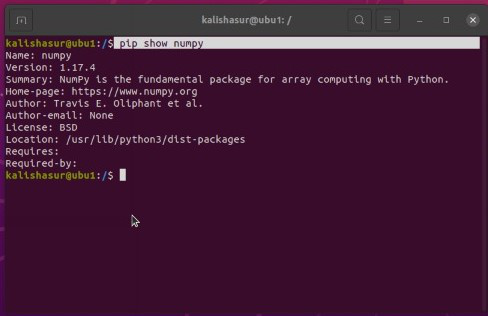 kalishasur@ubu1: /
kalishasur@ubu1:/$ pip show numpy
Name: numpy
Version: 1.17.4
Summary: NumPy is the fundamental package for array computing with Python.
Home-page: https://www.numpy.org
Author: Travis E. Oliphant et al.
Author-email: None
License: BSD
Location: /usr/lib/python3/dist-packages
Requires:
Required-by:
kalishasur@ubu1:/$